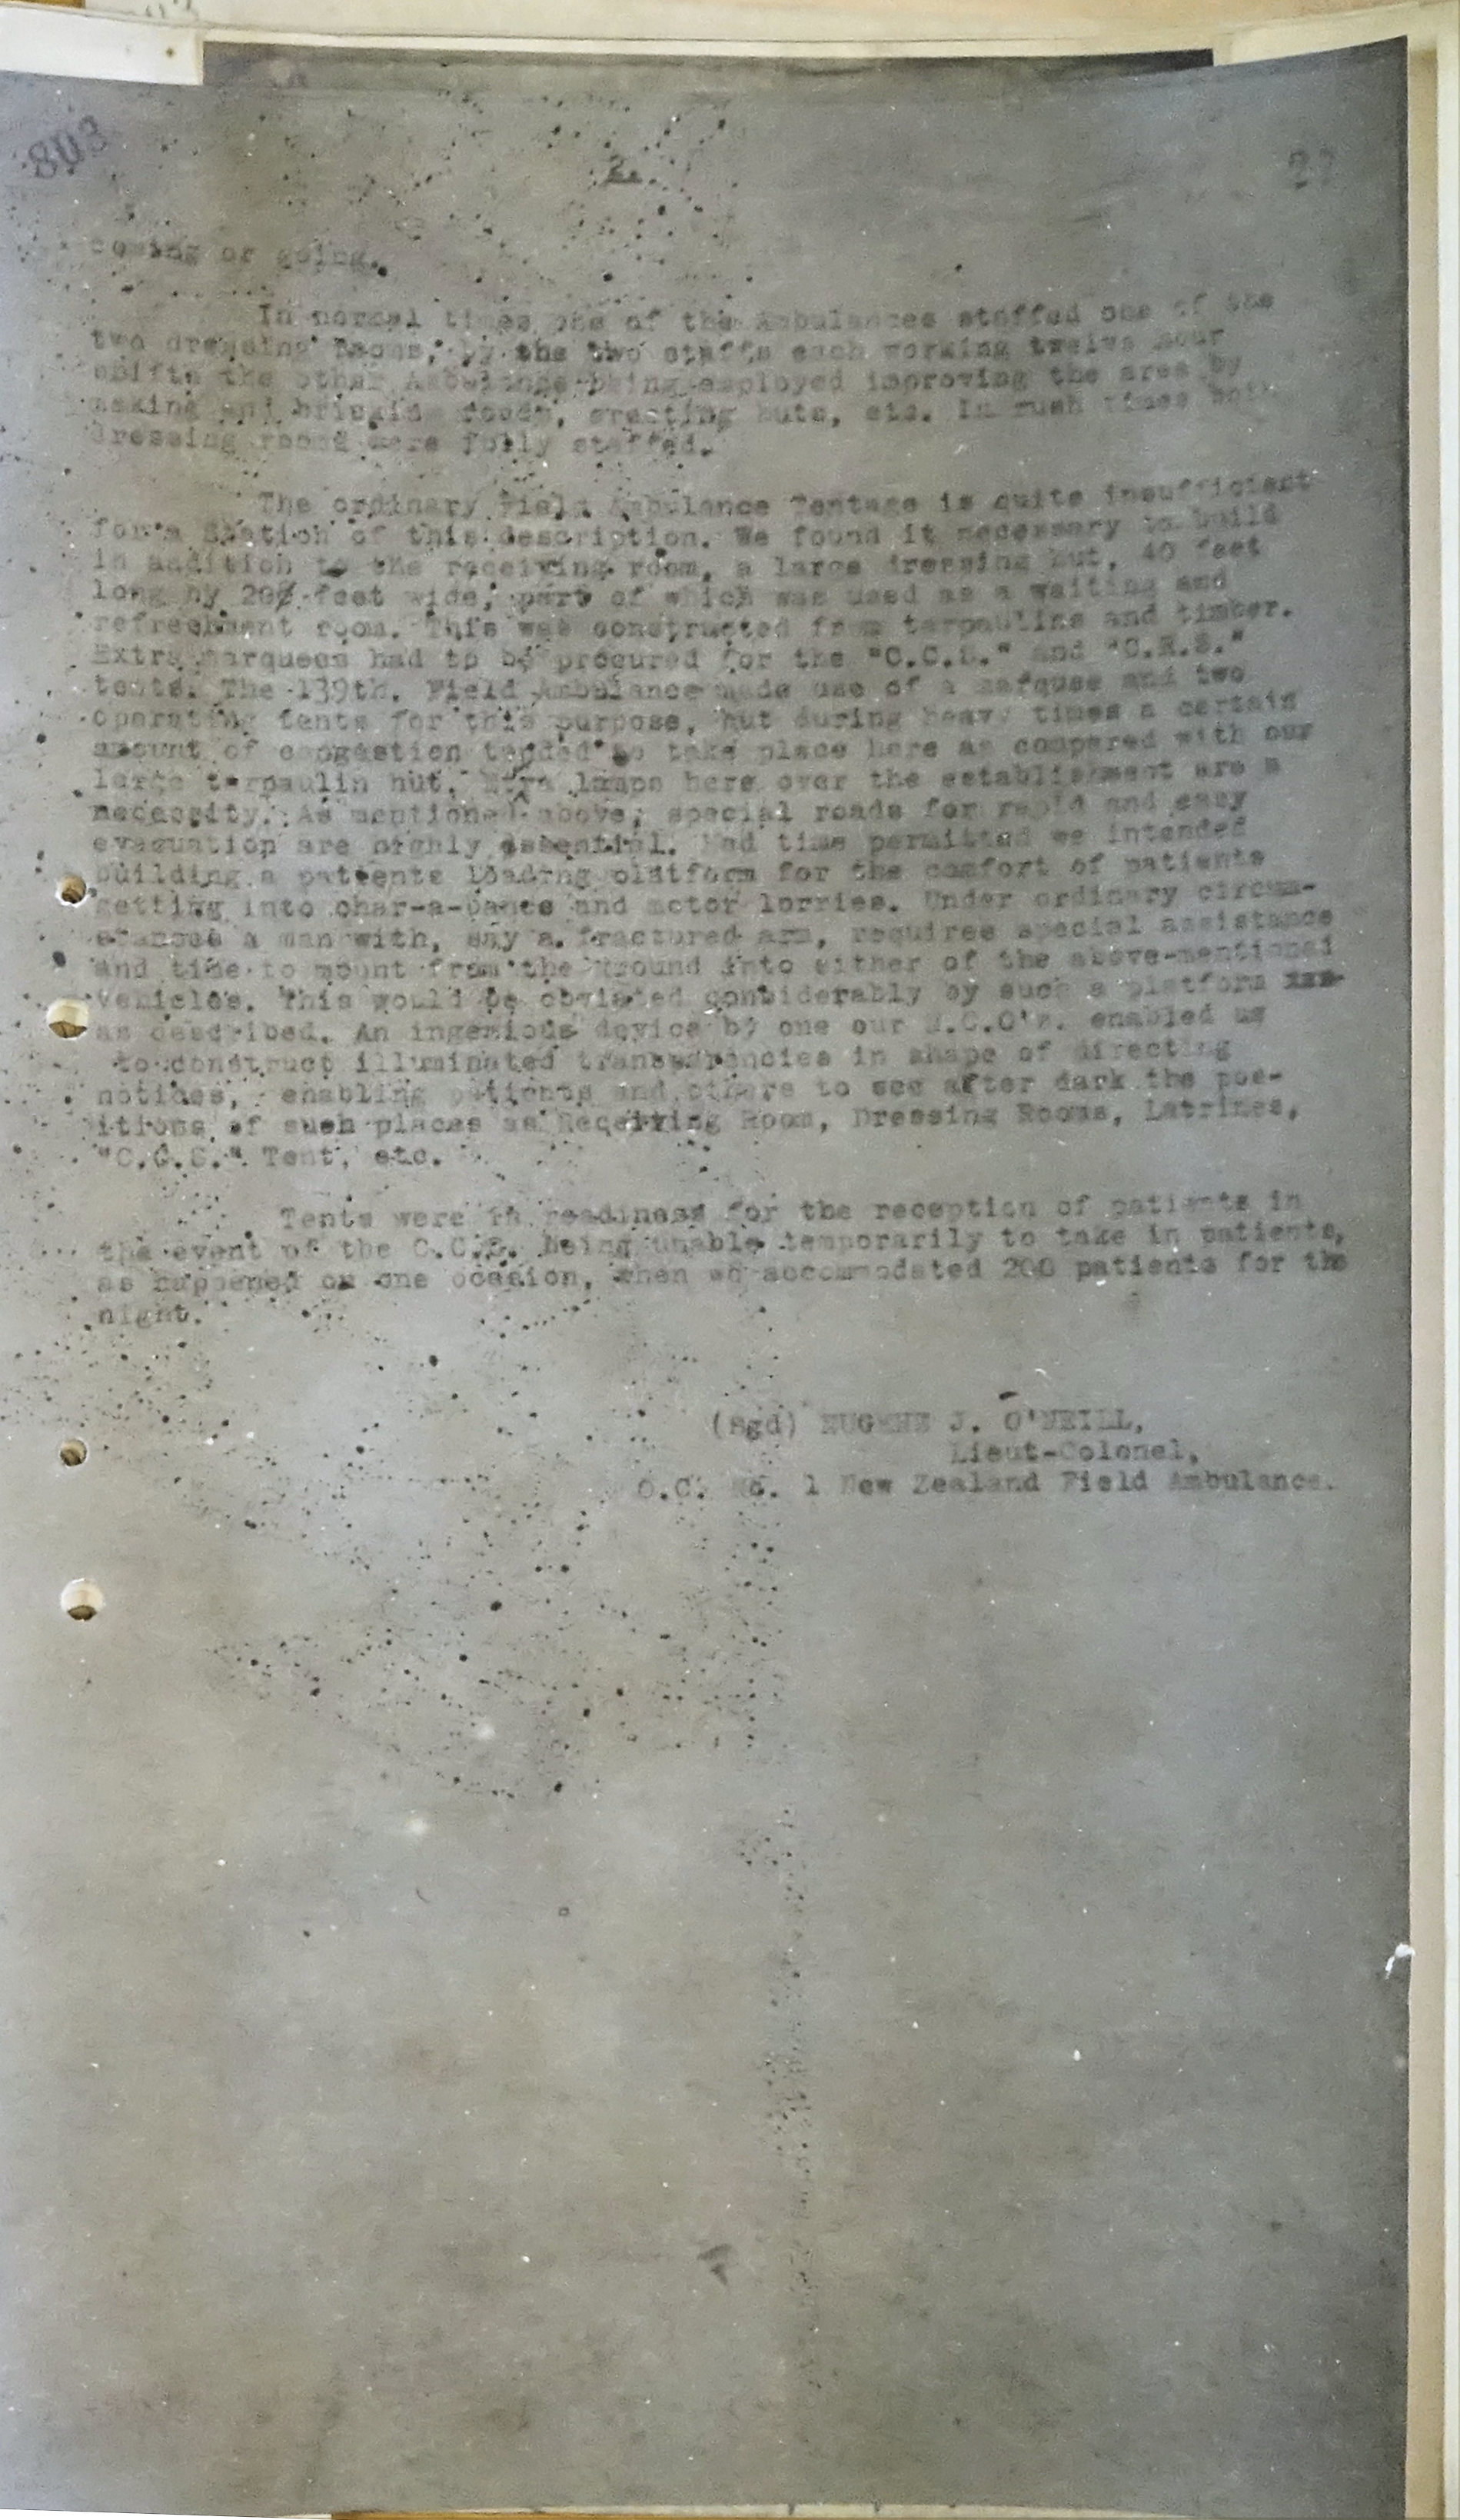 803
2.
coming or going.
In normal times one of the Ambulances staffed one of the
two dressing rooms, by the two staffs each working twelve hour
shifts the other Ambulance being employed improving the area by
making and bricking roads, erecting huts, etc. In rush times both
dressing rooms were fully staffed.
The ordinary Field Ambulance Tentage is quite insufficient
for a Station of this description. We found it necessary to build
in addition to the receiving room, a large dressing hut, 40 feet
long by 20 feet wide, part of which was used as a waiting and
refreshment room. This was constructed from tarpaulins and timber.
Extra marquees had to be procured for the "C.C.S." and "C.R.S."
tents. The 139th. Field Ambulance made use of a marquee and two
operating tents for this purpose, but during heavy times a certain
amount of congestion tended to take place here as compared with our
large tarpaulin hut. lamps here over the establishment are a
necessity. As mentioned above, special roads for rapid and easy
evacuation are highly essential. Had time permitted we intended
building a patients loading platform for the comfort of patients
getting into char-a-bancs and motor lorries. Under ordinary circum-
stances a man with, say a fractured arm, requires special assistance
and time to mount from the ground into either of the above-mentioned
vehicles. This would be obviated considerably by such a platform
as described. An ingenious device by one our N.C.O's. enabled us
to construct illuminated transparencies in shape of directing
notices, enabling patients and others to see after dark the pos-
itions of such places as Receiving Room, Dressing Rooms, Latrines,
"C.C.S." Tent, etc.
Tents were in readiness for the reception of patients in
the event of the C.C.S. being unable temporarily to take in patients,
as happened on one ocasion, when we accommodated 200 patients for the
night.
(Sgd) EUGENE J. O'NEILL,
Lieut-Colonel,
O.C. No. 1 New Zealand Field Ambulance.